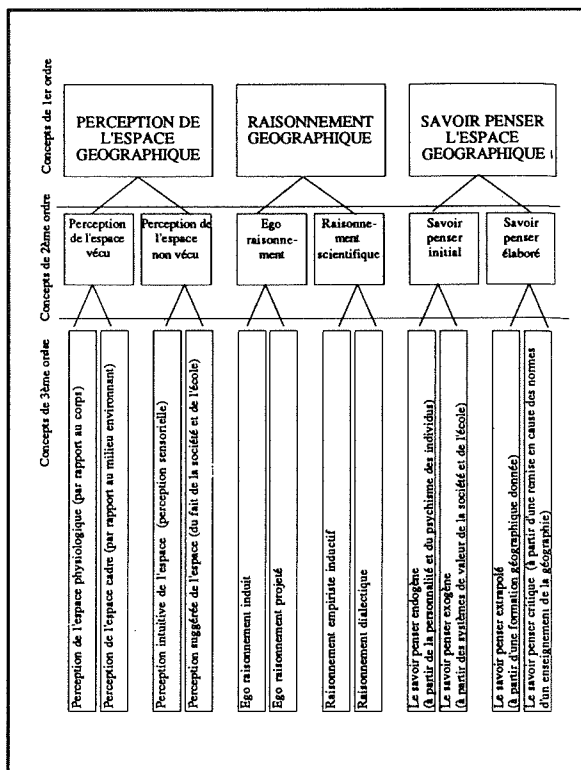 Concepts de 1er ordre
PERCEPTION DE
L'ESPACE
GEOGRAPHIQUE
RAISONNEMENT
GEOGRAPHIQUE
SAVOIR PENSER
L'ESPACE
GEOGRAPHIQUE
Concepts de 2ème ordre
Perception
de l'espace
vécu
Perception de
l'espace
non vécu
Ego
raisonne-
ment
Raisonne-
ment
scientifique
Savoir
penser
initial
Savoir
penser
élaboré
Concepts de 3ème ordre
Perception de l'espace physiologique (par rapport au corps)
Perception de l'espace cadre (par rapport au milieu environnant)
Perception intuitive de l'espace (perception sensorielle)
Perception suggérée de l'espace (du fait de la société et de l'école)
Ego raisonnement induit
Ego raisonnement projeté
Raisonnement empiriste inductif
Raisonnement dialectique
Le savoir penser endogène
(à partir de la personnalité et du psychisme des individus)
Le savoir penser exogène
(à partir des systèmes de valeur de la société et de l'école)
Le savoir penser extrapolé
(à partir d'une formation géographique donnée)
Le savoir penser critique (à partir d'une remise en cause des normes
d'un enseignement de la géographie)